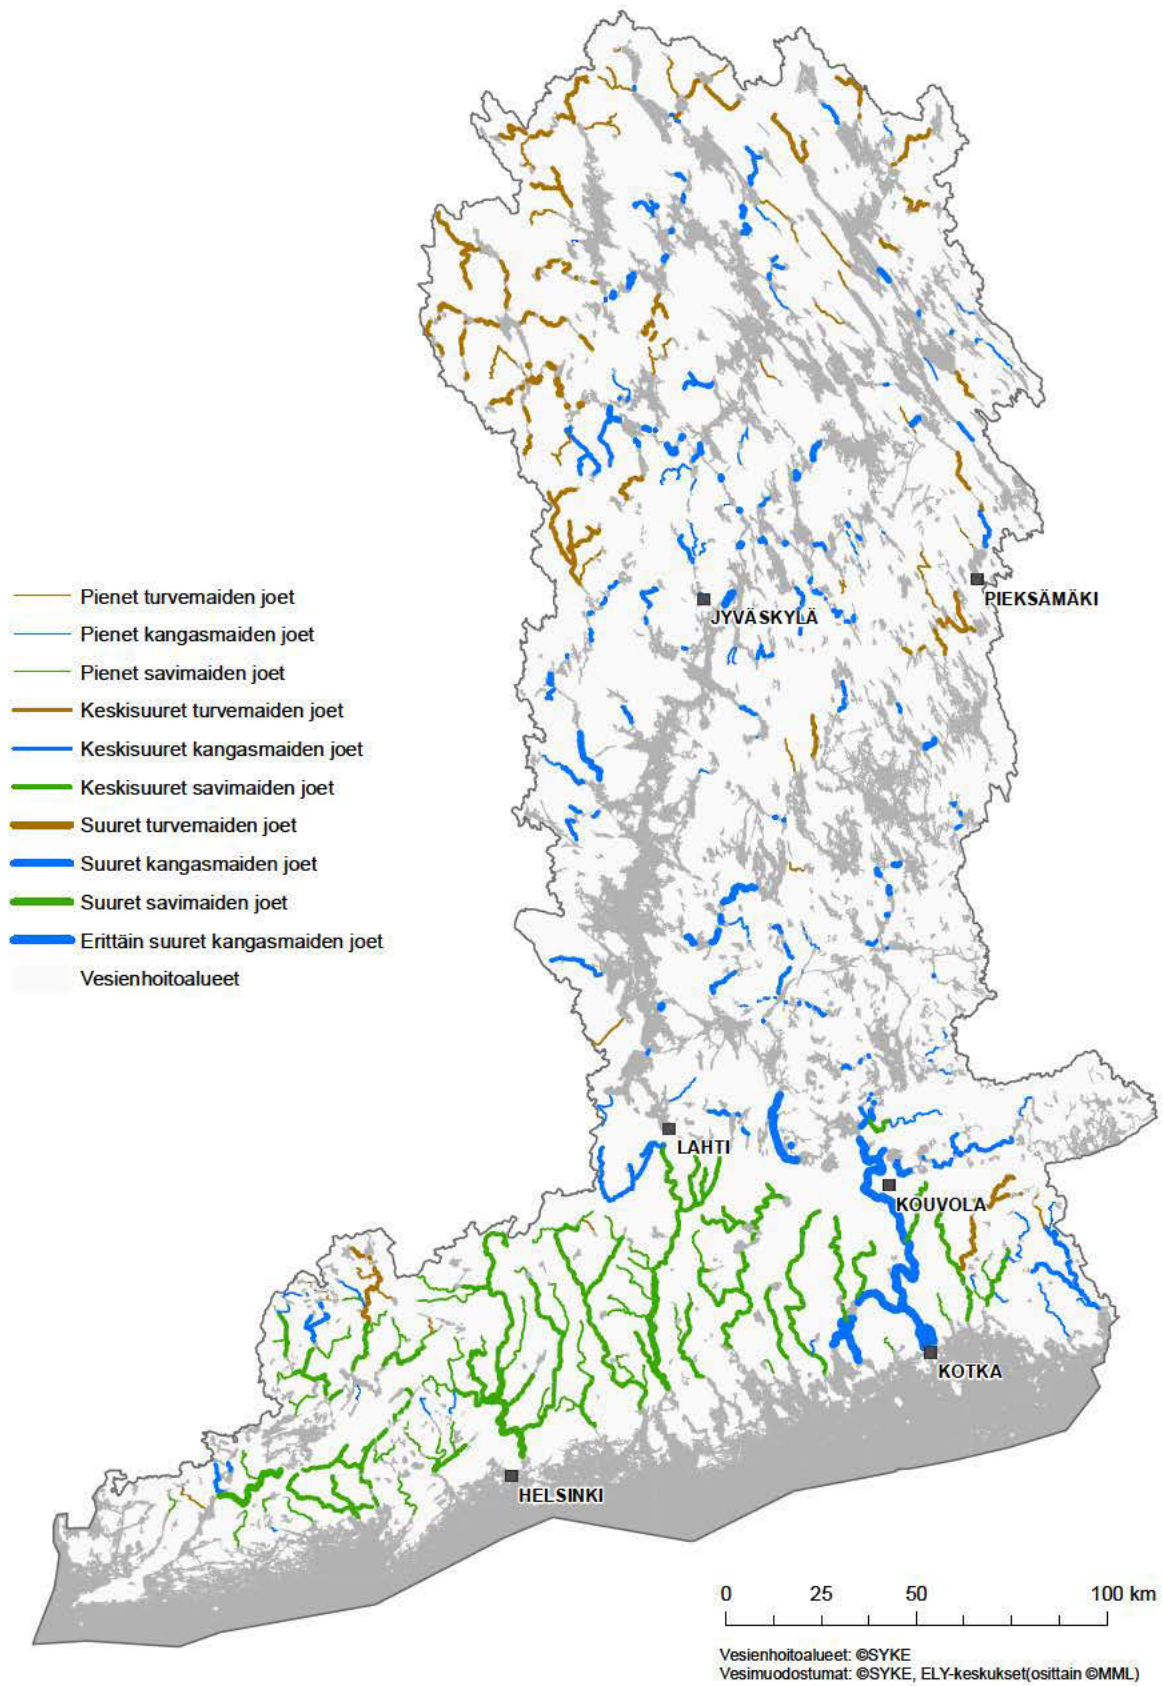 Pienet turvemaiden joet
Pienet kangasmaiden joet
Pienet savimaiden joet
Keskisuuret turvemaiden joet
Keskisuuret kangasmaiden joet
Keskisuuret savimaiden joet
Suuret turvemaiden joet
Suuret kangasmaiden joet
Suuret savimaiden joet
Erittäin suuret kangasmaiden joet
Vesienhoitoalueet
PIEKSÄMÄKI
JYVÄSKYLÄ
LAHTI
KOUVOLA
KOTKA
HELSINKI
0 25 50 100 km
Vesienhoitoalueet: ©SYKE
Vesimuodostumat: ©SYKE, ELY-keskukset(osittain ©MML)